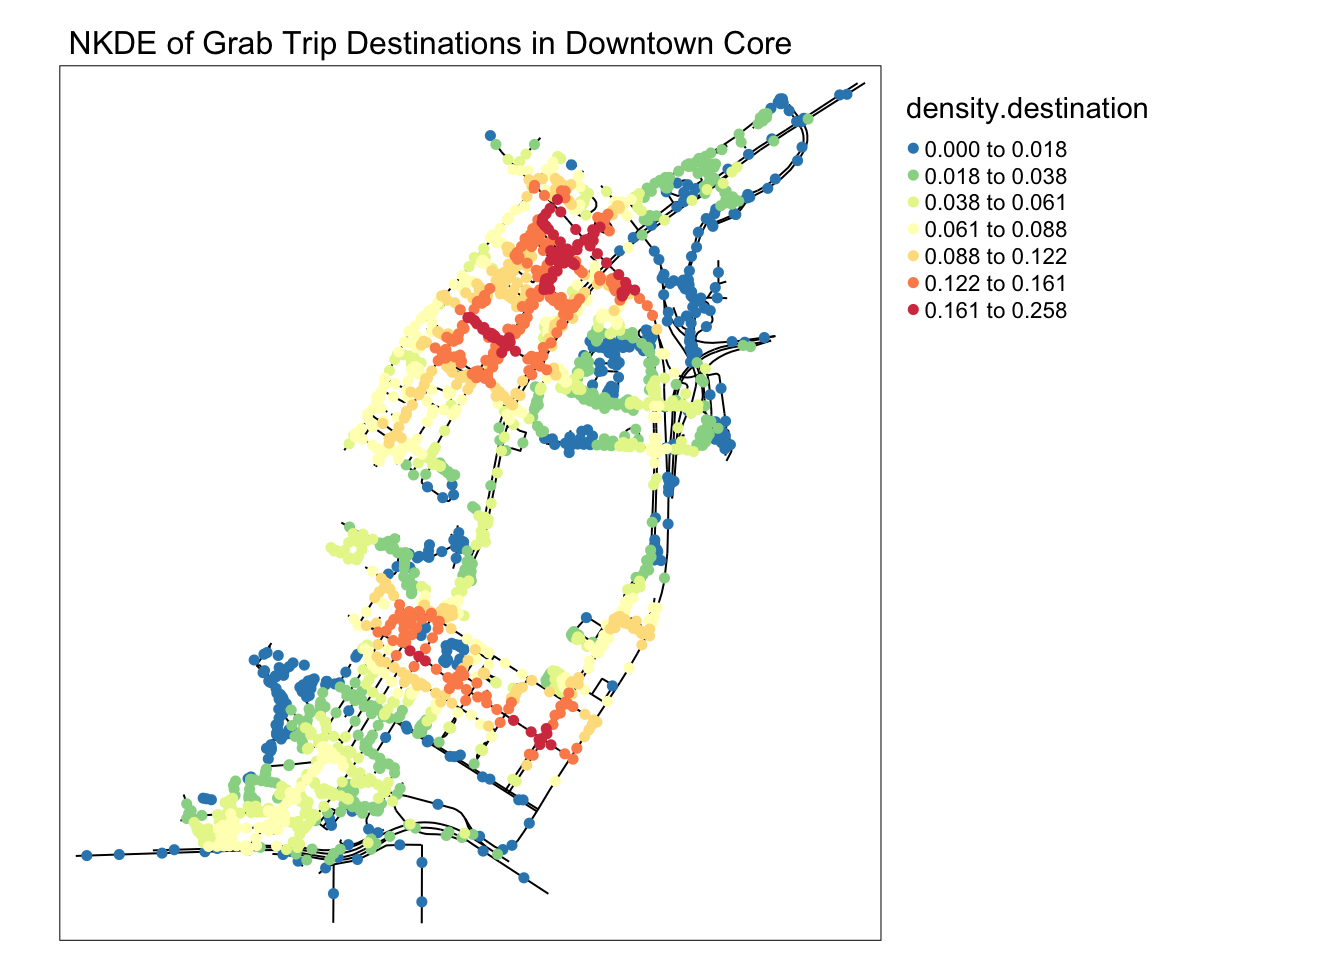 NKDE of Grab Trip Destinations in Downtown Core
density.destination
0.000 to 0.018
0.018 to 0.038
0.038 to 0.061
0.061 to 0.088
0.088 to 0.122
0.122 to 0.161
0.161 to 0.258